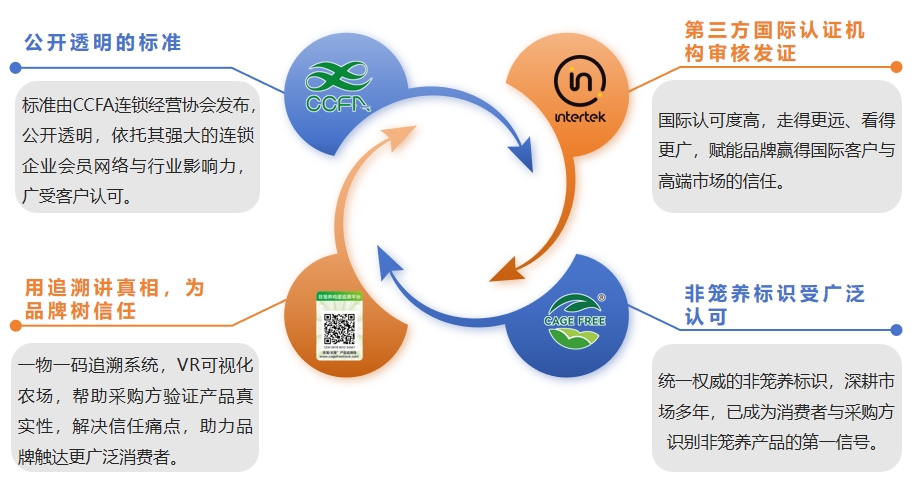 公开透明的标准
标准由CCFA连锁经营协会发布，
公开透明，依托其强大的连锁
企业会员网络与行业影响力，
广受客户认可。
CCFA
第三方国际认证机
构审核发证
国际认可度高，走得更远、看得
更广，赋能品牌赢得国际客户与
高端市场的信任。
in
intertek
用追溯讲真相，为
品牌树信任
一物一码追溯系统，VR可视化
农场，帮助采购方验证产品真
实性，解决信任痛点，助力品
牌触达更广泛消费者。
非笼养标识受广泛
认可
统一权威的非笼养标识，深耕市
场多年，已成为消费者与采购方
识别非笼养产品的第一信号。
CAGE FREE
®